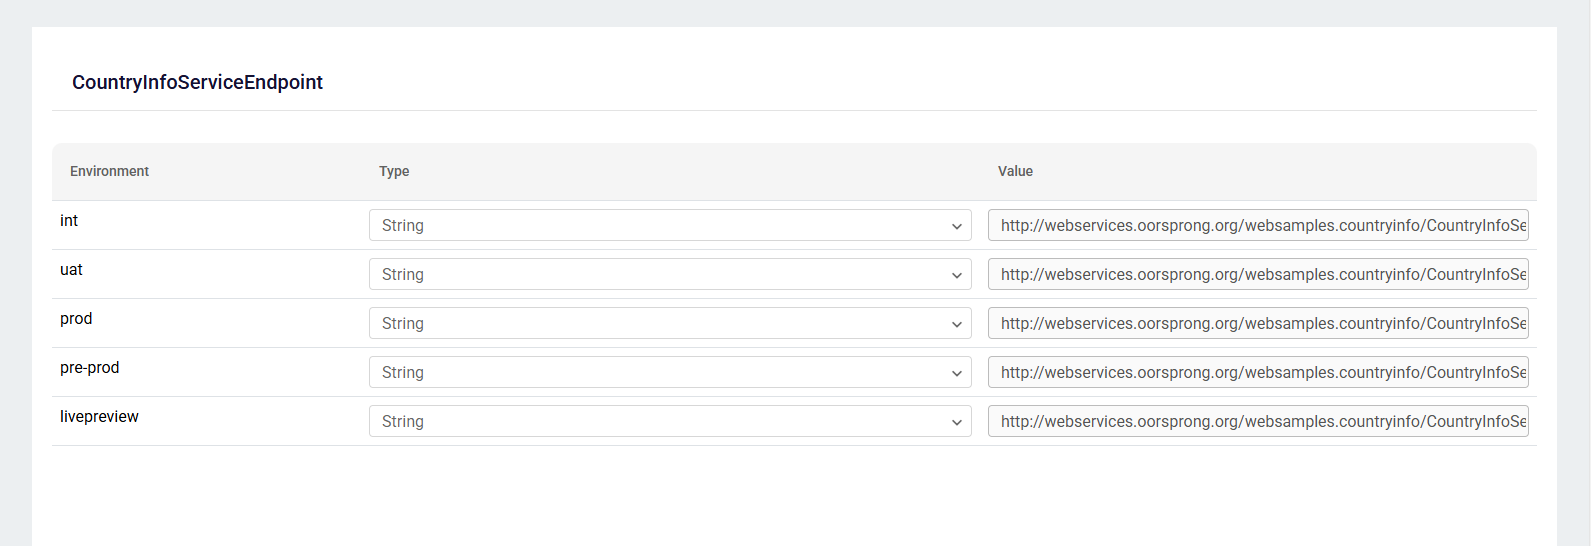 CountryInfoServiceEndpoint
Environment Type Value
int String http://webservices.oorsprong.org/websamples.countryinfo/CountryInfoSe
uat String http://webservices.oorsprong.org/websamples.countryinfo/CountryInfoSe
prod String http://webservices.oorsprong.org/websamples.countryinfo/CountryInfoSe
pre-prod String http://webservices.oorsprong.org/websamples.countryinfo/CountryInfoSe
livepreview String http://webservices.oorsprong.org/websamples.countryinfo/CountryInfoSe